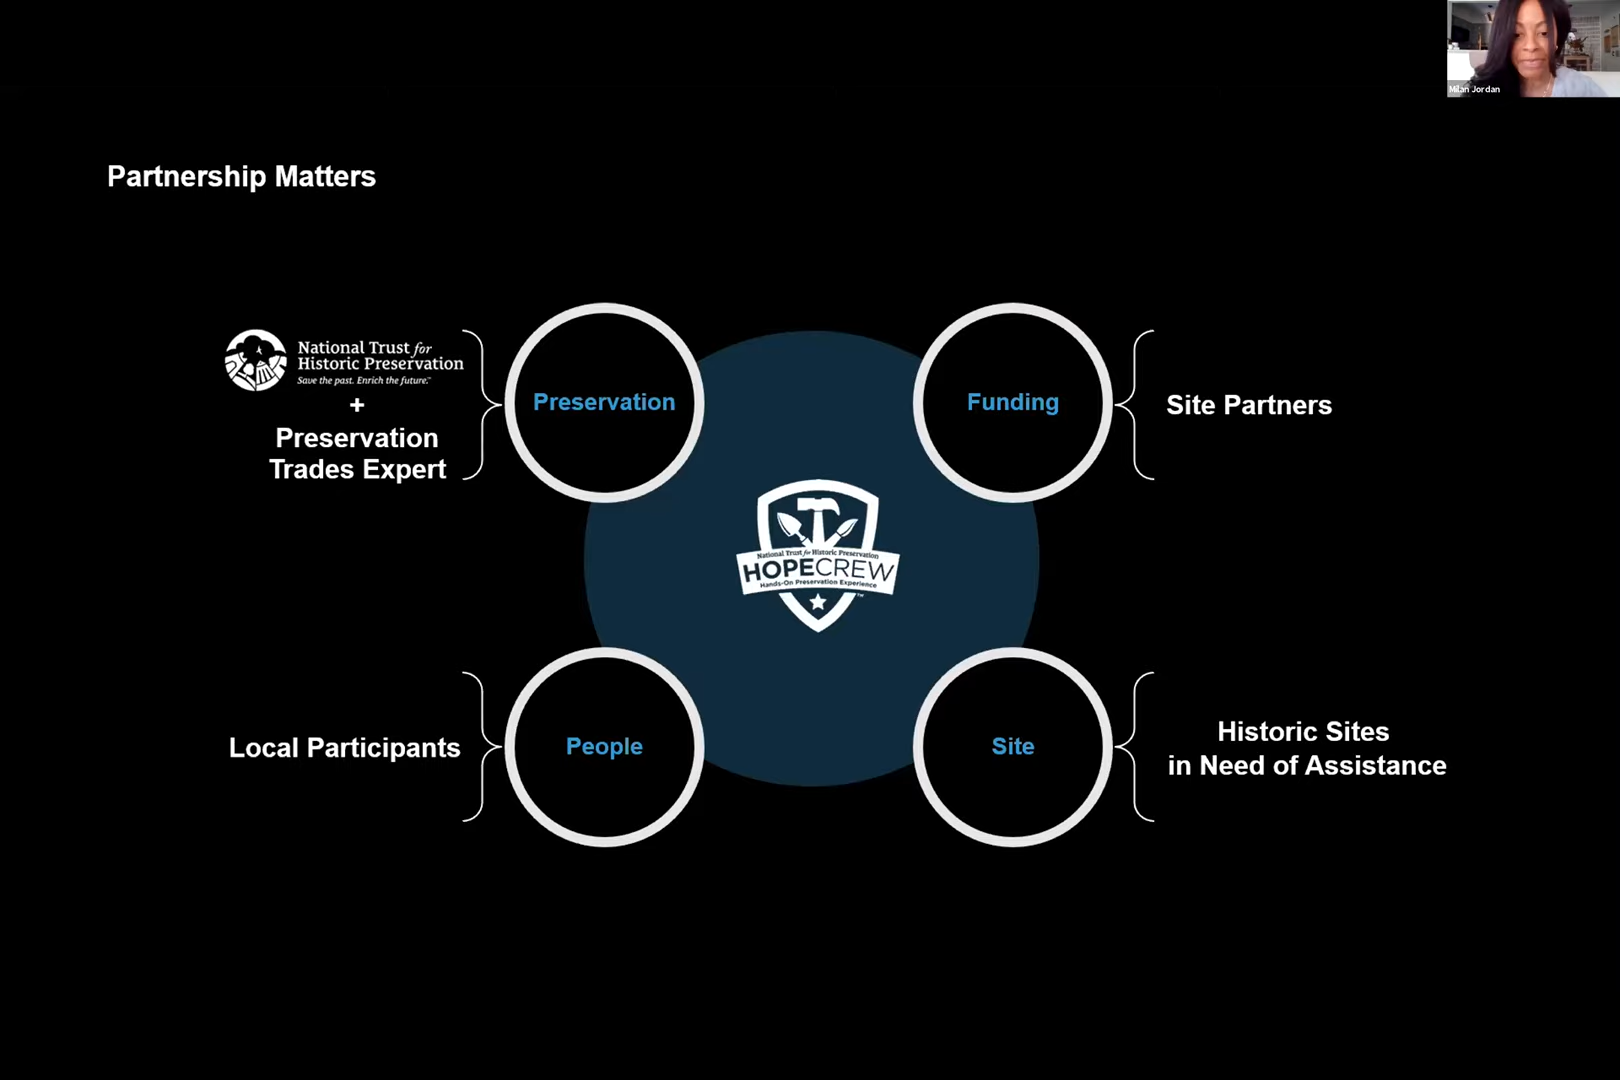 Milan Jordan
Partnership Matters
National Trust for
Historic Preservation
Save the past. Enrich the future.™
+
Preservation
Trades Expert
Preservation
Funding
Site Partners
National Trust for Historic Preservation
HOPECREW
Hands-On Preservation Experience
™
Local Participants
People
Site
Historic Sites
in Need of Assistance